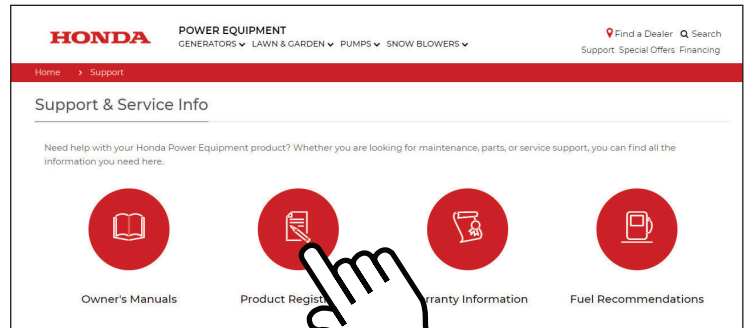 HONDA
POWER EQUIPMENT
GENERATORS LAWN & GARDEN PUMPS SNOW BLOWERS
Find a Dealer Search
Support Special Offers Financing
Home > Support
Support & Service Info
Need help with your Honda Power Equipment product? Whether you are looking for maintenance, parts, or service support, you can find all the
information you need here.
Owner's Manuals
Product
Information
Fuel Recommendations